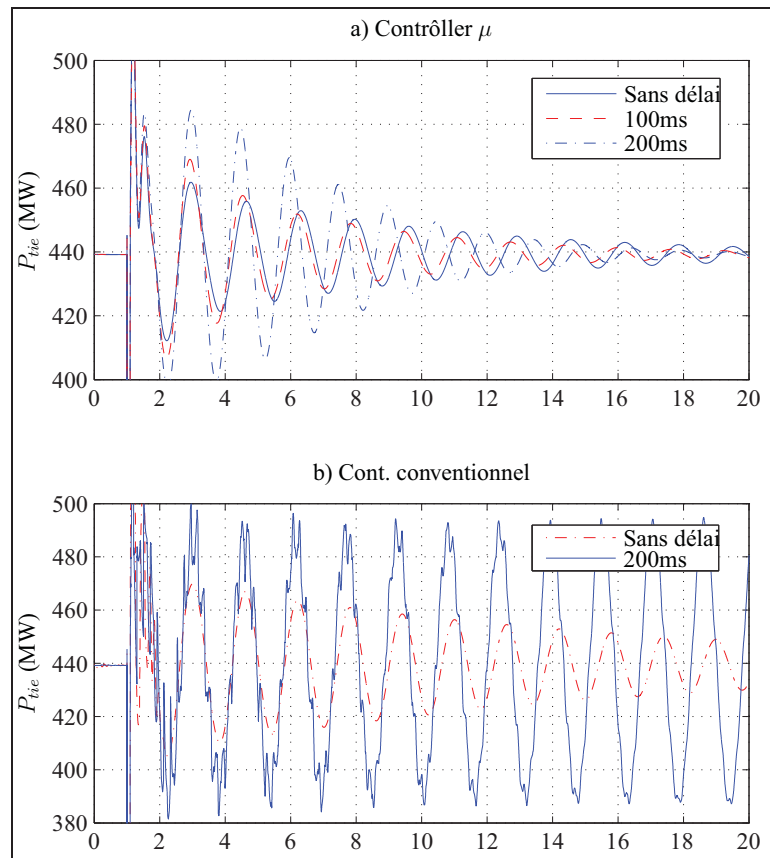 a) Contrôller μ
500
480
460
440
420
400
P_tie (MW)
Sans délai
100ms
200ms
0 2 4 6 8 10 12 14 16 18 20
b) Cont. conventionnel
500
480
460
440
420
400
380
P_tie (MW)
Sans délai
200ms
0 2 4 6 8 10 12 14 16 18 20